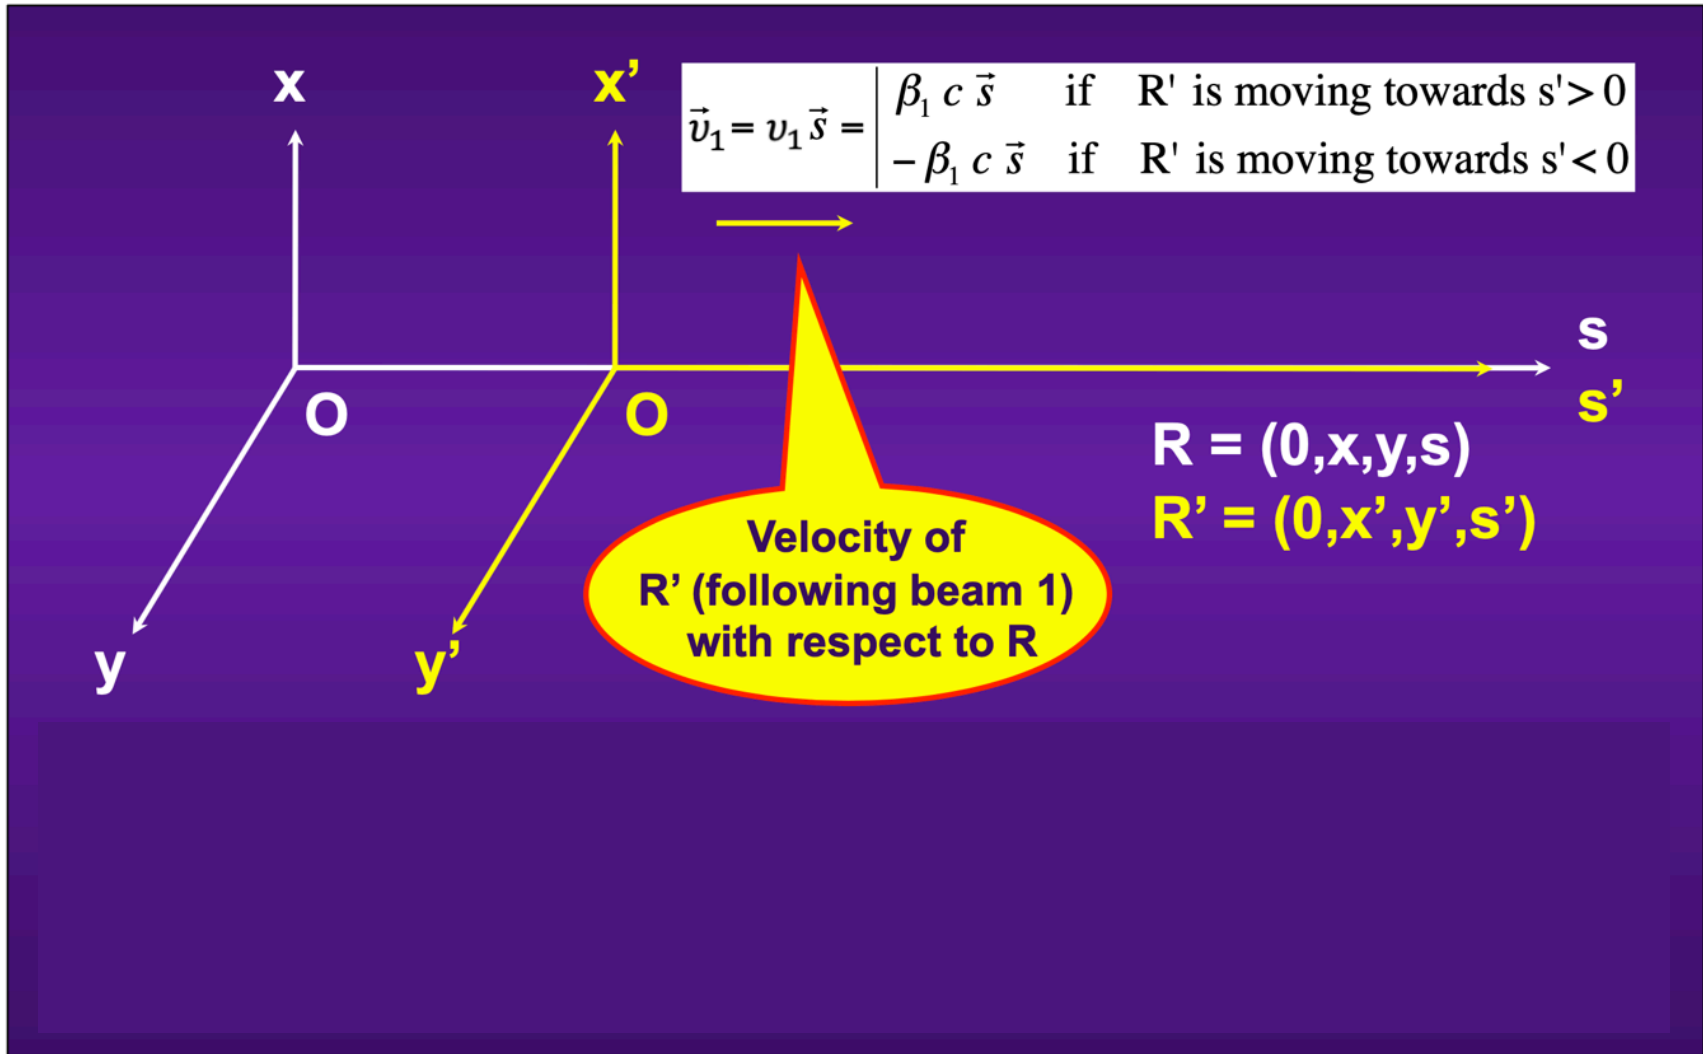 x
x’
v⃗₁ = v₁ s⃗ = | β₁ c s⃗ if R' is moving towards s'> 0
− β₁ c s⃗ if R' is moving towards s'< 0
s
s’
O
O
R = (0,x,y,s)
R’ = (0,x’,y’,s’)
Velocity of
R’ (following beam 1)
with respect to R
y
y’